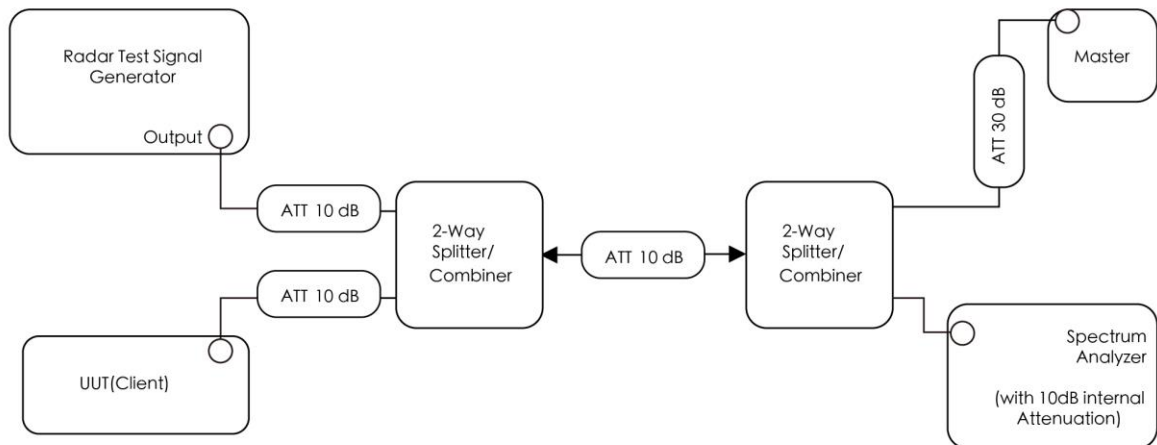 Radar Test Signal
Generator
Output
ATT 10 dB
ATT 10 dB
UUT(Client)
2-Way
Splitter/
Combiner
ATT 10 dB
2-Way
Splitter/
Combiner
ATT 30 dB
Master
Spectrum
Analyzer
(with 10dB internal
Attenuation)